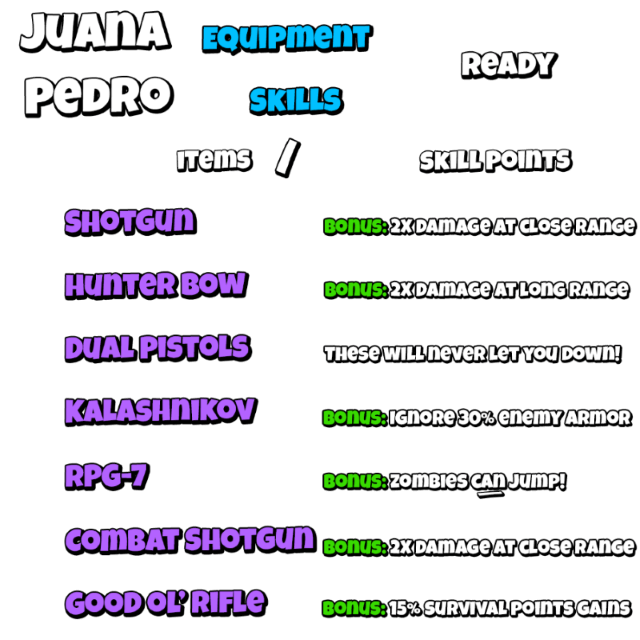 JUANA
PEDRO
EQUIPMENT
SKILLS
READY
ITEMS / SKILL POINTS
SHOTGUN BONUS: 2X DAMAGE AT CLOSE RANGE
HUNTER BOW BONUS: 2X DAMAGE AT LONG RANGE
DUAL PISTOLS THESE WILL NEVER LET YOU DOWN!
KALASHNIKOV BONUS: IGNORE 30% ENEMY ARMOR
RPG-7 BONUS: ZOMBIES CAN JUMP!
COMBAT SHOTGUN BONUS: 2X DAMAGE AT CLOSE RANGE
GOOD OL' RIFLE BONUS: 15% SURVIVAL POINTS GAINS